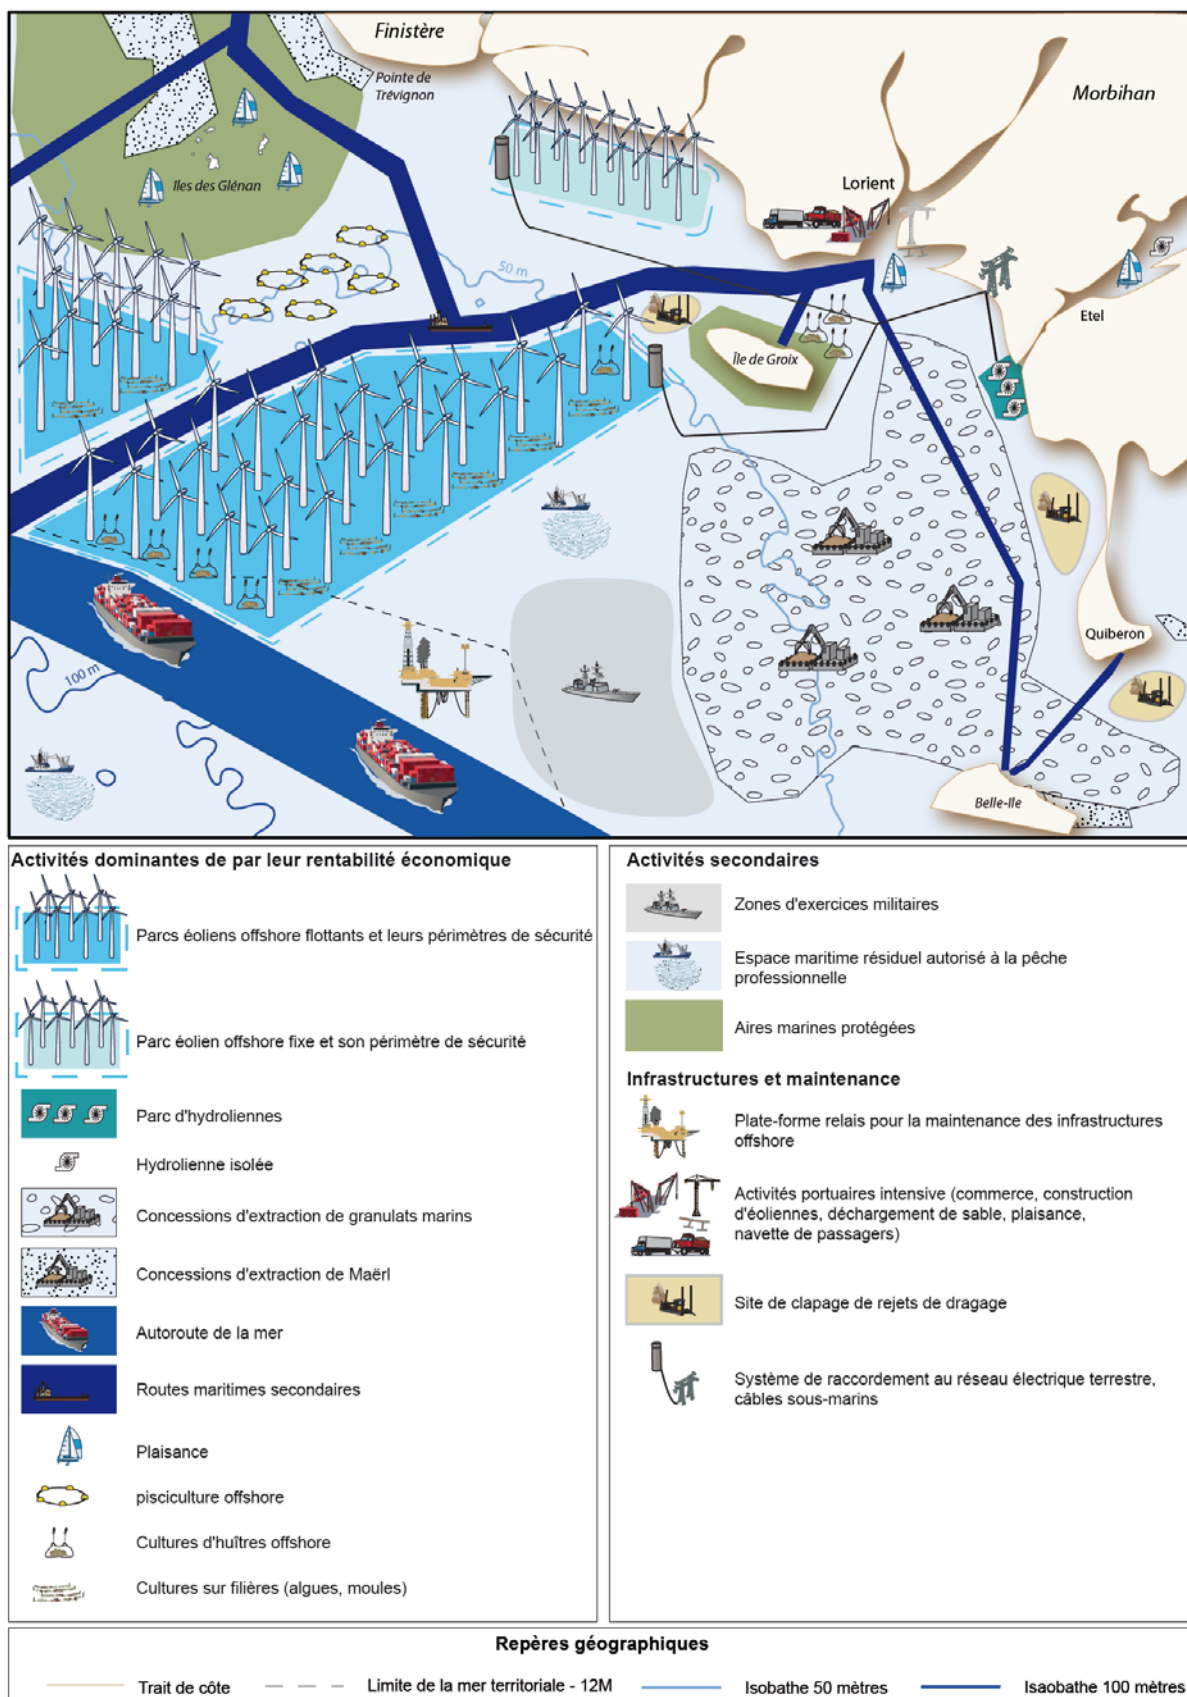 Finistère
Pointe de
Trévignon
Morbihan
Iles des Glénan
Lorient
50 m
Etel
Île de Groix
Quiberon
100 m
Belle-Ile
Activités dominantes de par leur rentabilité économique
Parcs éoliens offshore flottants et leurs périmètres de sécurité
Parc éolien offshore fixe et son périmètre de sécurité
Parc d'hydroliennes
Hydrolienne isolée
Concessions d'extraction de granulats marins
Concessions d'extraction de Maërl
Autoroute de la mer
Routes maritimes secondaires
Plaisance
pisciculture offshore
Cultures d'huîtres offshore
Cultures sur filières (algues, moules)
Activités secondaires
Zones d'exercices militaires
Espace maritime résiduel autorisé à la pêche
professionnelle
Aires marines protégées
Infrastructures et maintenance
Plate-forme relais pour la maintenance des infrastructures
offshore
Activités portuaires intensive (commerce, construction
d'éoliennes, déchargement de sable, plaisance,
navette de passagers)
Site de clapage de rejets de dragage
Système de raccordement au réseau électrique terrestre,
câbles sous-marins
Repères géographiques
Trait de côte
Limite de la mer territoriale - 12M
Isobathe 50 mètres
Isaobathe 100 mètres